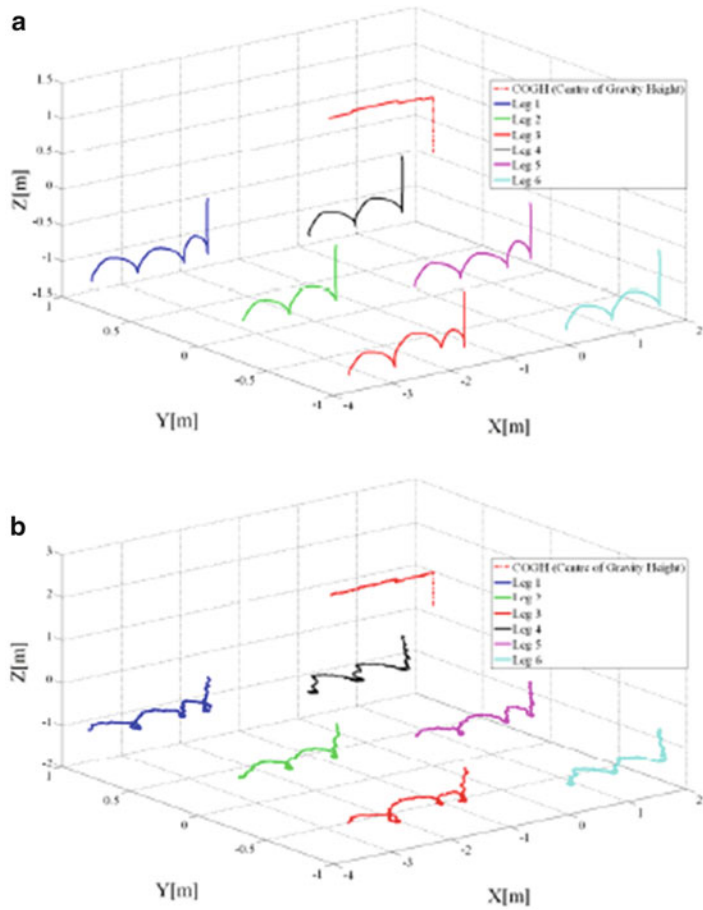 a
1.5
1
0.5
0
-0.5
-1
-1.5
Z[m]
COGH (Centre of Gravity Height)
Leg 1
Leg 2
Leg 3
Leg 4
Leg 5
Leg 6
1
0.5
0
-0.5
-1
Y[m]
-4
-3
-2
-1
0
1
2
X[m]
b
3
2
1
0
-1
-2
Z[m]
COGH (Centre of Gravity Height)
Leg 1
Leg 2
Leg 3
Leg 4
Leg 5
Leg 6
1
0.5
0
-0.5
-1
Y[m]
-4
-3
-2
-1
0
1
2
X[m]